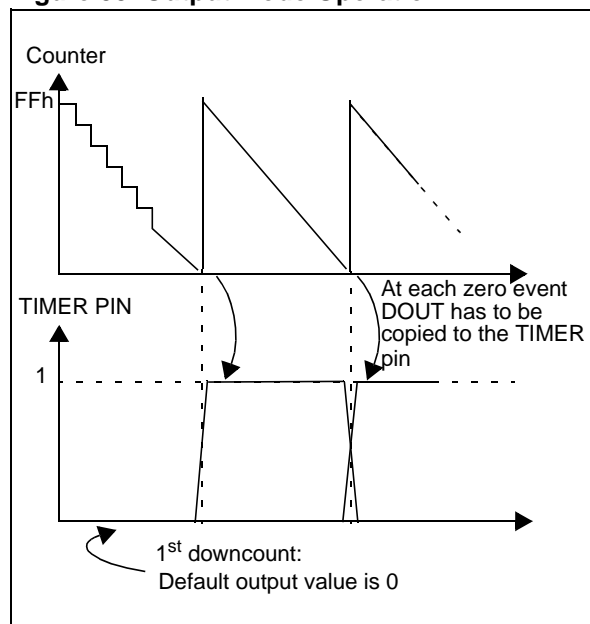 Counter
FFh
At each zero event
DOUT has to be
copied to the TIMER
pin
TIMER PIN
1
1st downcount:
Default output value is 0